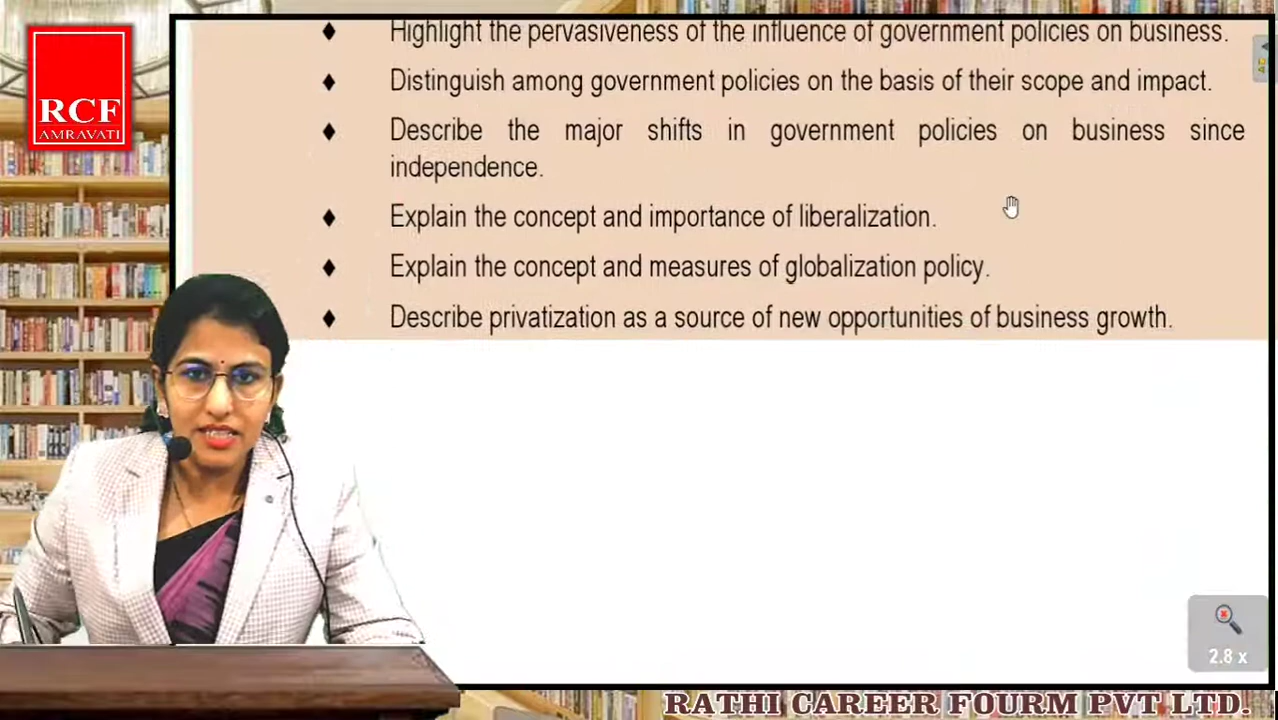 Highlight the pervasiveness of the influence of government policies on business.
Distinguish among government policies on the basis of their scope and impact.
Describe the major shifts in government policies on business since
independence.
Explain the concept and importance of liberalization.
Explain the concept and measures of globalization policy.
Describe privatization as a source of new opportunities of business growth.
RCF
AMRAVATI
2.8 x
RATHI CAREER FOURM PVT LTD.